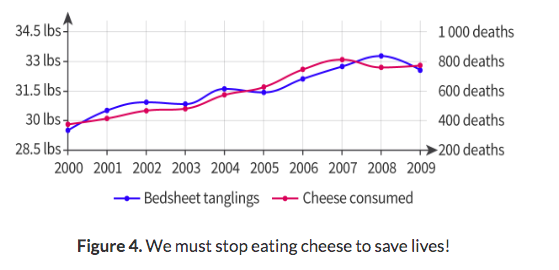 34.5 lbs 1 000 deaths
33 lbs 800 deaths
31.5 lbs 600 deaths
30 lbs 400 deaths
28.5 lbs 200 deaths
2000 2001 2002 2003 2004 2005 2006 2007 2008 2009
Bedsheet tanglings Cheese consumed
Figure 4. We must stop eating cheese to save lives!